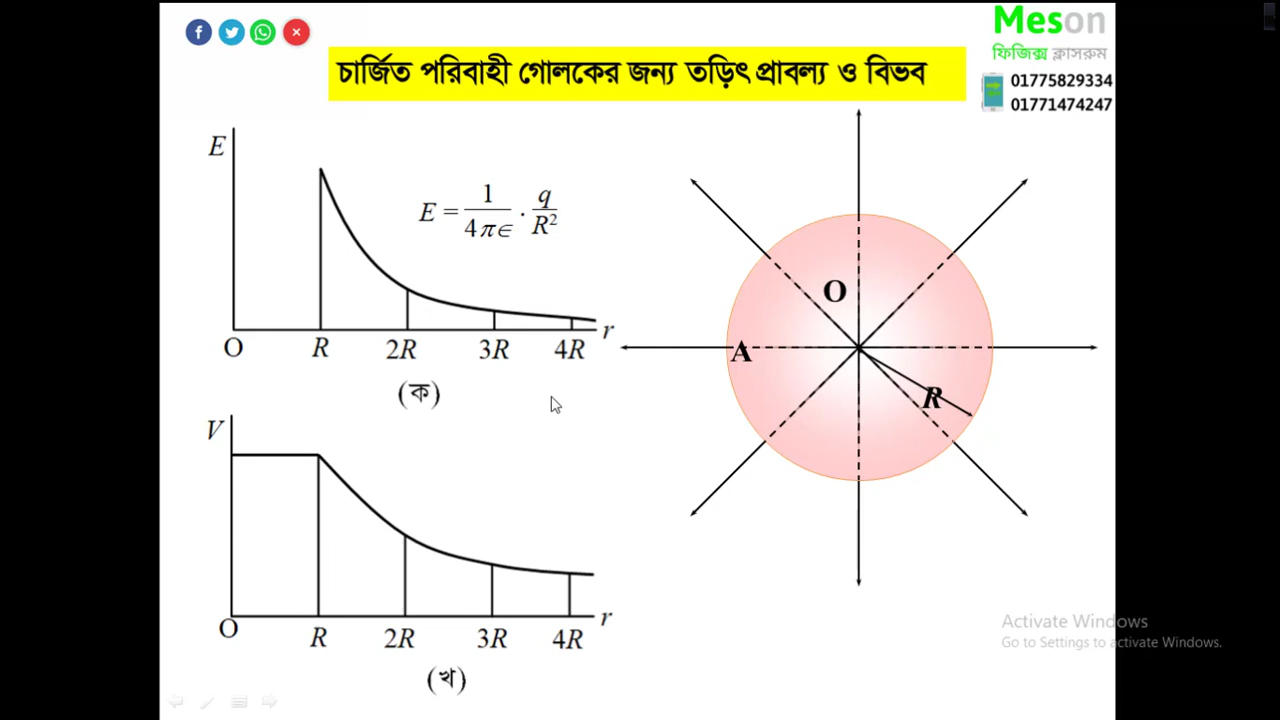 Meson
ফিজিক্স ক্লাসরুম
01775829334
01771474247
চার্জিত পরিবাহী গোলকের জন্য তড়িৎ প্রাবল্য ও বিভব
E
E = 1/4π∈ · q/R²
O R 2R 3R 4R r
(ক)
V
O R 2R 3R 4R r
(খ)
O
A
R
Activate Windows
Go to Settings to activate Windows.